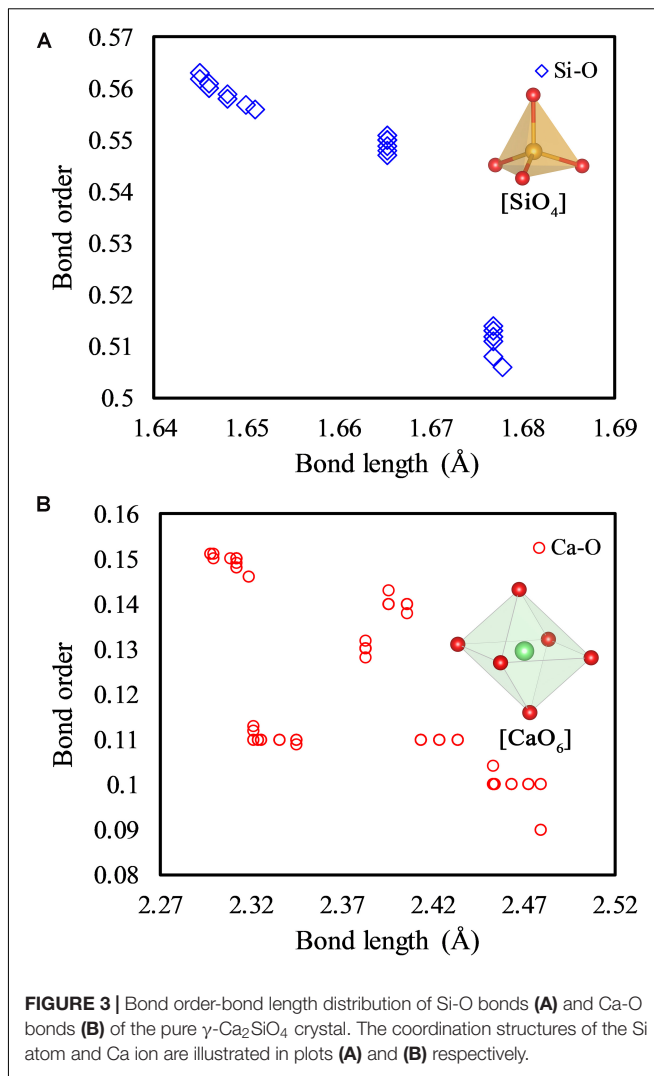 A
0.57
0.56
0.55
0.54
0.53
0.52
0.51
0.5
Bond order
Si-O
[SiO₄]
1.64 1.65 1.66 1.67 1.68 1.69
Bond length (Å)
B
0.16
0.15
0.14
0.13
0.12
0.11
0.1
0.09
0.08
Bond order
Ca-O
[CaO₆]
2.27 2.32 2.37 2.42 2.47 2.52
Bond length (Å)
FIGURE 3 | Bond order-bond length distribution of Si-O bonds (A) and Ca-O
bonds (B) of the pure γ-Ca₂SiO₄ crystal. The coordination structures of the Si
atom and Ca ion are illustrated in plots (A) and (B) respectively.